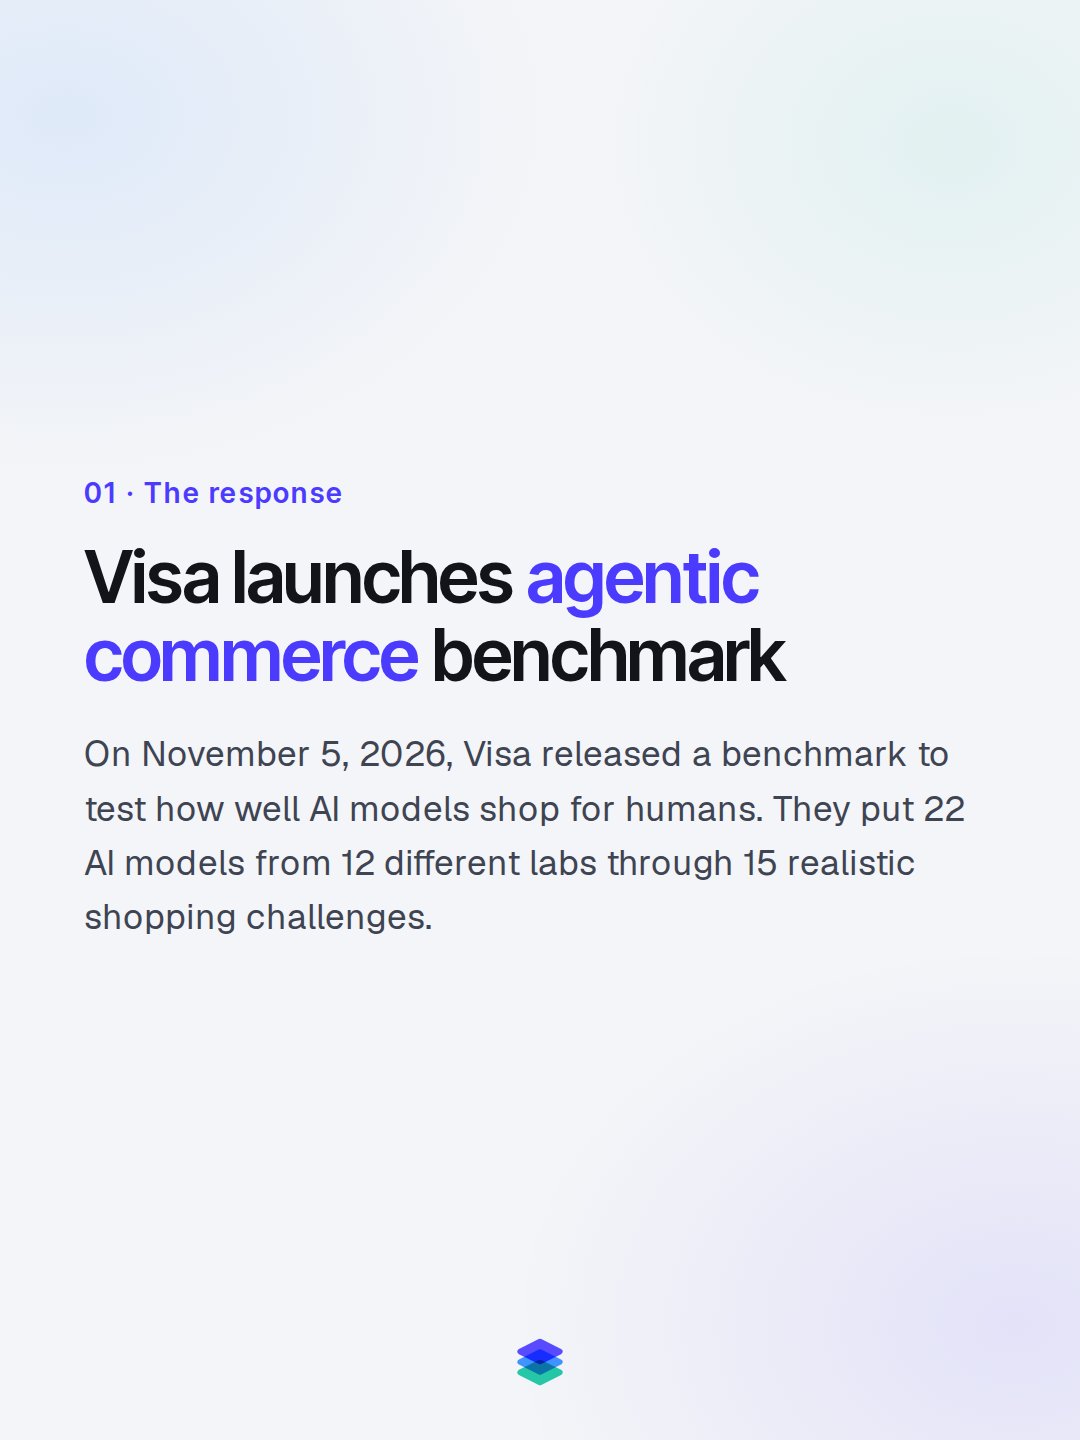 01 · The response
Visa launches agentic
commerce benchmark
On November 5, 2026, Visa released a benchmark to
test how well AI models shop for humans. They put 22
AI models from 12 different labs through 15 realistic
shopping challenges.